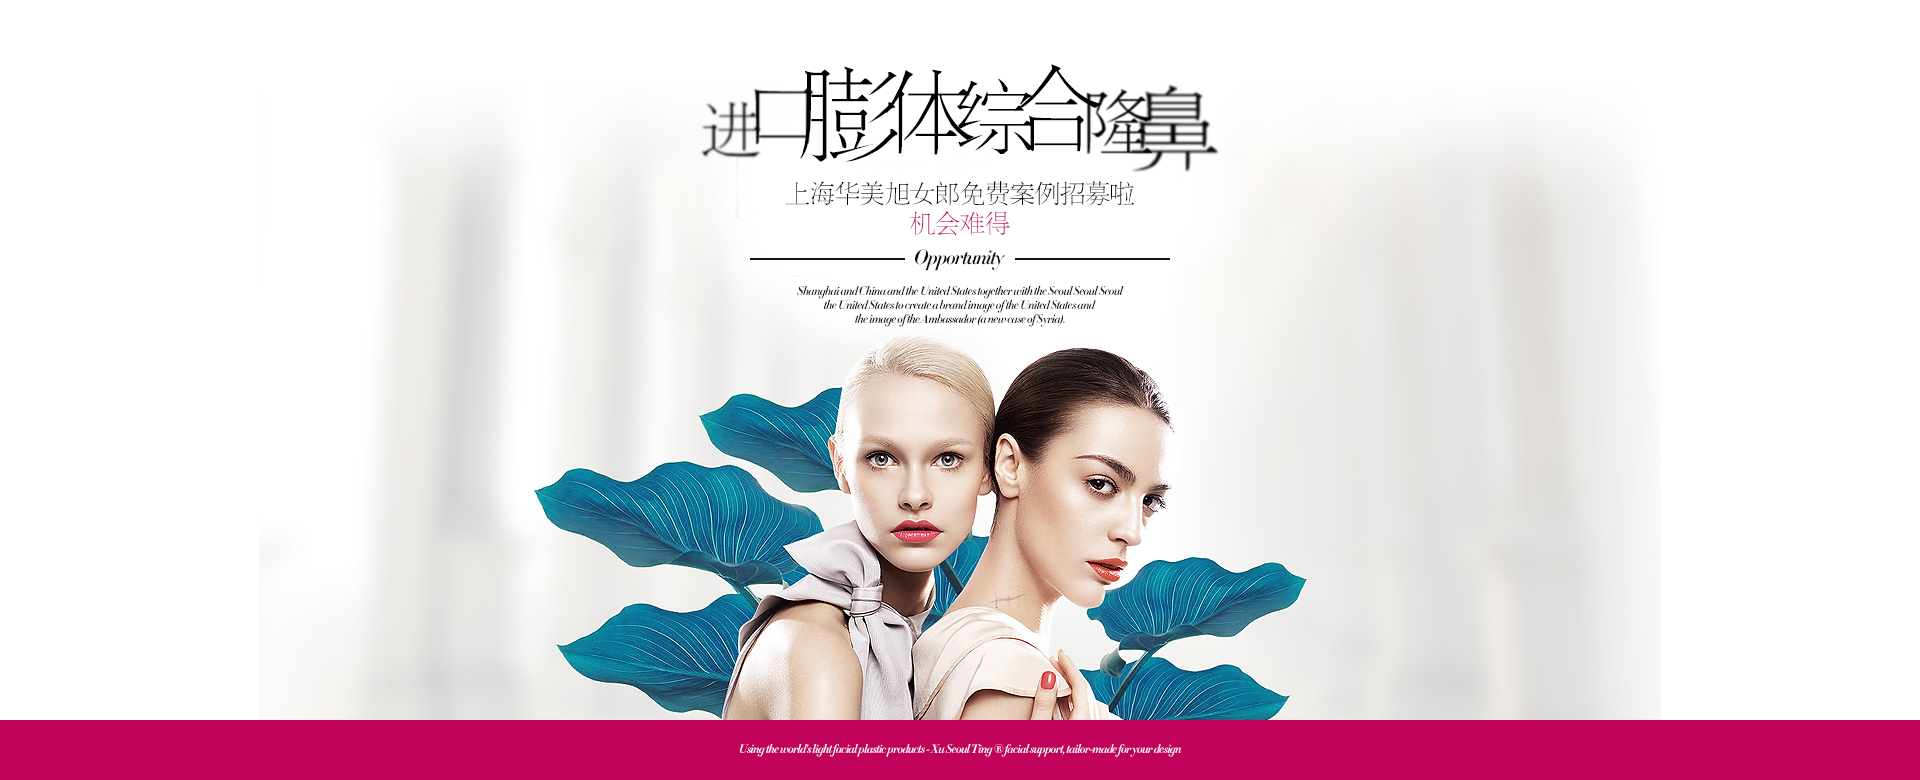 进口膨体综合隆鼻
上海华美旭女郎免费案例招募啦
机会难得
Opportunity
Shanghai and China and the United States together with the Seoul Seoul Seoul
the United States to create a brand image of the United States and
the image of the Ambassador (a new case of Syria).
Using the world's light facial plastic products - Xu Seoul Ting ® facial support, tailor-made for your design